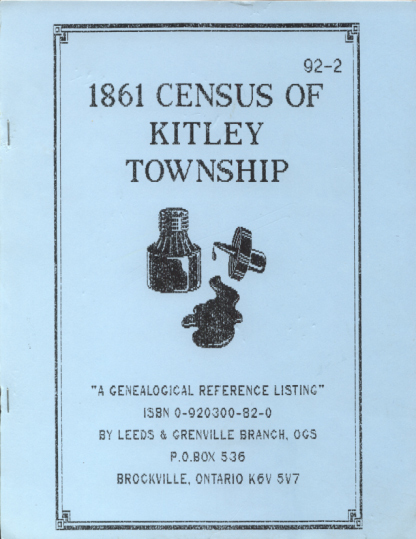 92-2
1861 CENSUS OF
KITLEY
TOWNSHIP
"A GENEALOGICAL REFERENCE LISTING"
ISBN 0-920300-82-0
BY LEEDS & GRENVILLE BRANCH, OGS
P.O.BOX 536
BROCKVILLE, ONTARIO K6V 5V7